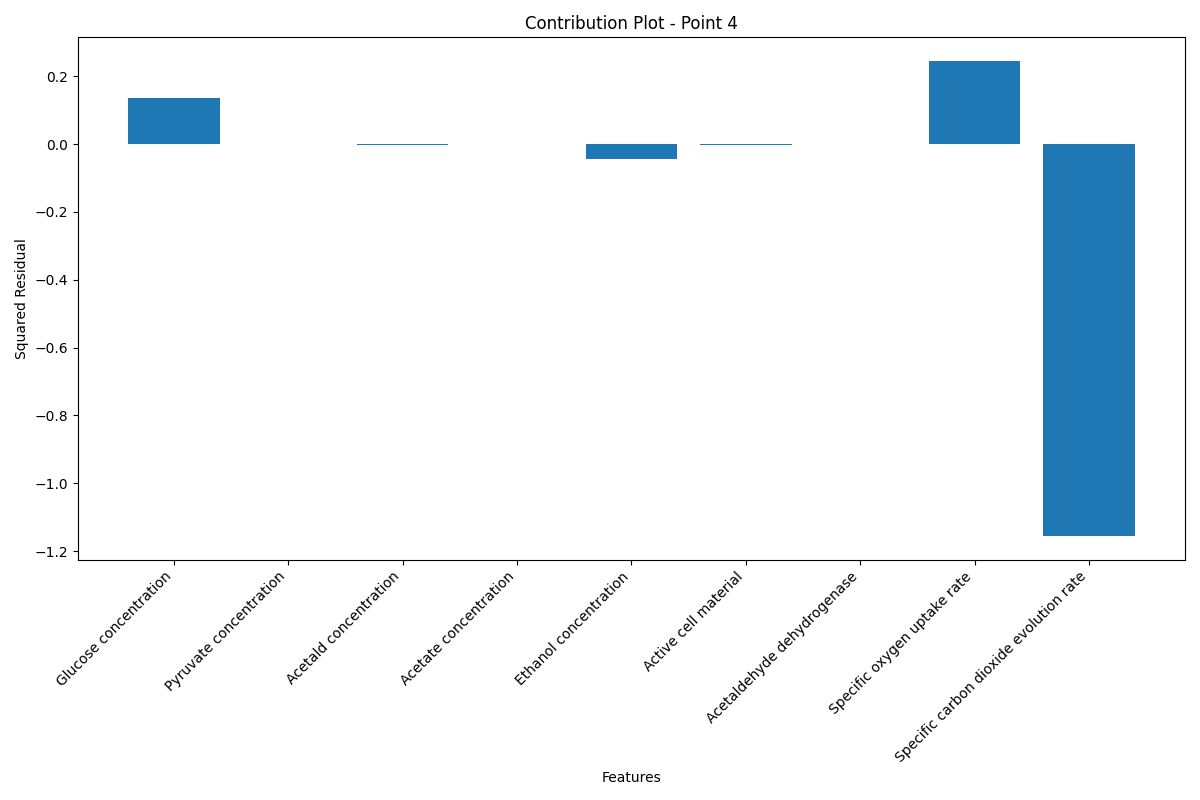 Contribution Plot - Point 4
Squared Residual
0.2
0.0
−0.2
−0.4
−0.6
−0.8
−1.0
−1.2
Glucose concentration
Pyruvate concentration
Acetald concentration
Acetate concentration
Ethanol concentration
Active cell material
Acetaldehyde dehydrogenase
Specific oxygen uptake rate
Specific carbon dioxide evolution rate
Features